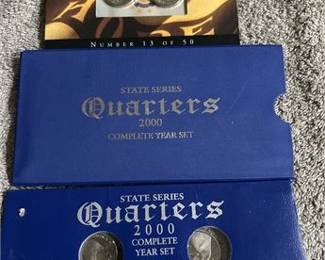 NUMBER 13 OF 50
STATE SERIES
Quarters
2000
COMPLETE YEAR SET
STATE SERIES
Quarters
2000
COMPLETE
YEAR SET